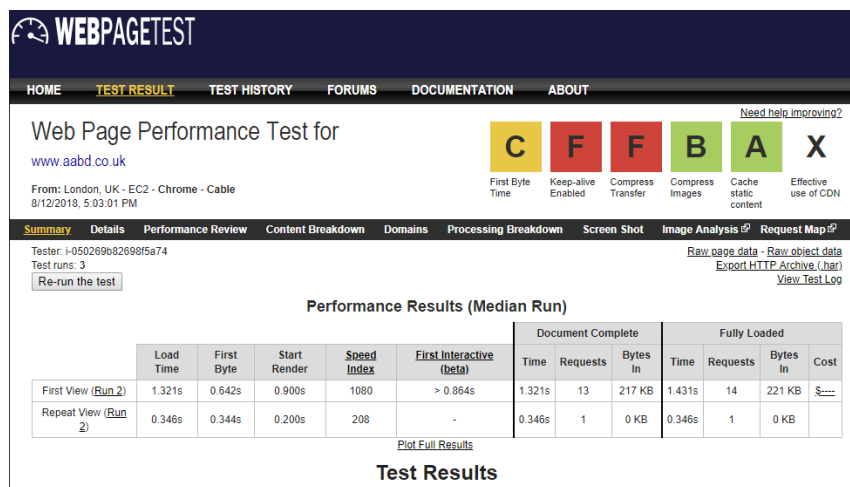 WEBPAGETEST
HOME TEST RESULT TEST HISTORY FORUMS DOCUMENTATION ABOUT
Need help improving?
Web Page Performance Test for
www.aabd.co.uk
From: London, UK - EC2 - Chrome - Cable
8/12/2018, 5:03:01 PM
C F F B A X
First Byte Time
Keep-alive Enabled
Compress Transfer
Compress Images
Cache static content
Effective use of CDN
Summary Details Performance Review Content Breakdown Domains Processing Breakdown Screen Shot Image Analysis Request Map
Tester: i-050269b82698f5a74
Test runs: 3
Re-run the test
Raw page data - Raw object data
Export HTTP Archive (.har)
View Test Log
Performance Results (Median Run)
Document Complete Fully Loaded
Load Time First Byte Start Render Speed Index First Interactive (beta) Time Requests Bytes In Time Requests Bytes In Cost
First View (Run 2) 1.321s 0.642s 0.900s 1080 > 0.864s 1.321s 13 217 KB 1.431s 14 221 KB $----
Repeat View (Run 2) 0.346s 0.344s 0.200s 208 - 0.346s 1 0 KB 0.346s 1 0 KB
Plot Full Results
Test Results